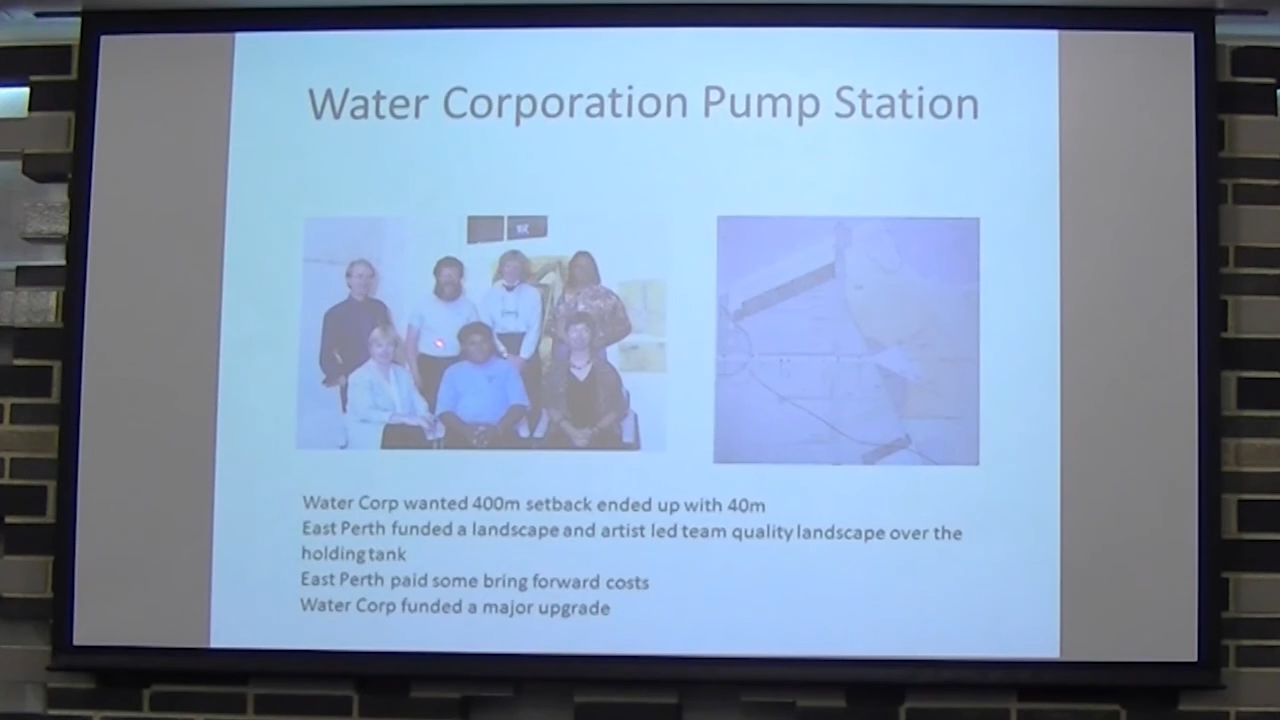 Water Corporation Pump Station
Water Corp wanted 400m setback ended up with 40m
East Perth funded a landscape and artist led team quality landscape over the
holding tank
East Perth paid some bring forward costs
Water Corp funded a major upgrade